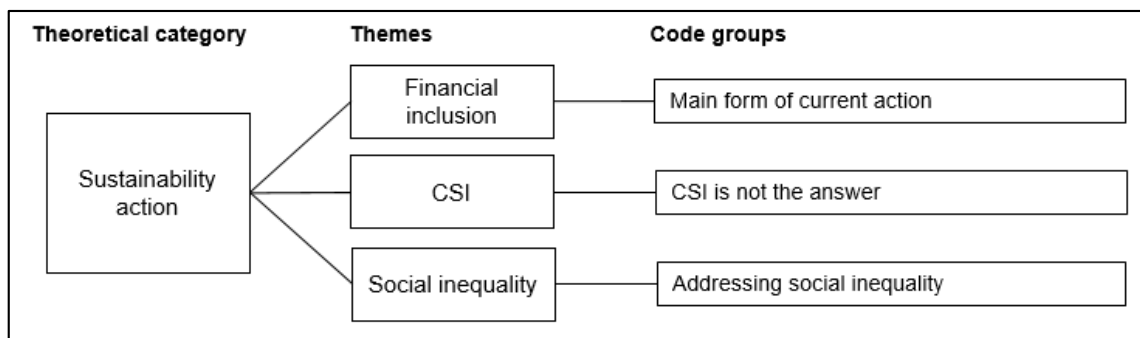 Theoretical category
Themes
Code groups
Sustainability
action
Financial
inclusion
Main form of current action
CSI
CSI is not the answer
Social inequality
Addressing social inequality